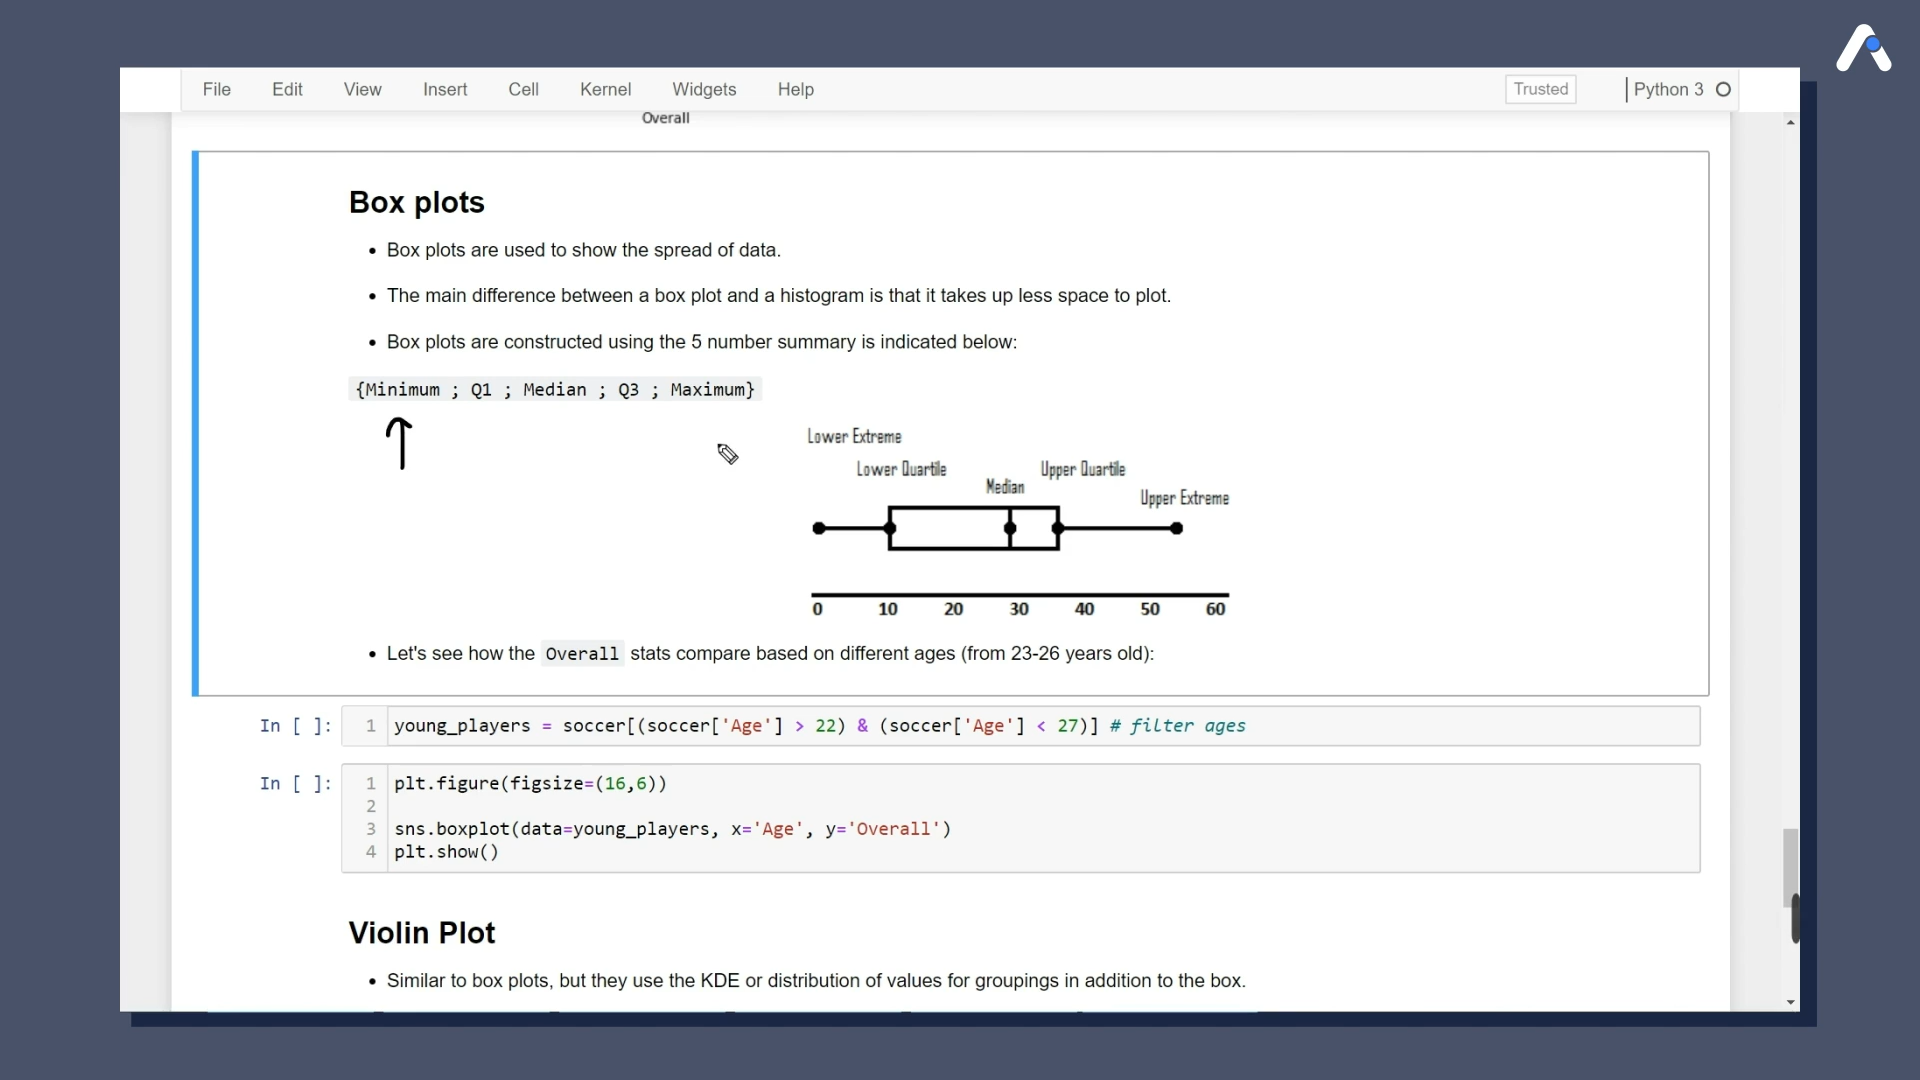 File Edit View Insert Cell Kernel Widgets Help Trusted Python 3
Overall
Box plots
• Box plots are used to show the spread of data.
• The main difference between a box plot and a histogram is that it takes up less space to plot.
• Box plots are constructed using the 5 number summary is indicated below:
{Minimum ; Q1 ; Median ; Q3 ; Maximum}
Lower Extreme
Lower Quartile Upper Quartile
Median
Upper Extreme
0 10 20 30 40 50 60
• Let's see how the Overall stats compare based on different ages (from 23-26 years old):
In [ ]: 1 young_players = soccer[(soccer['Age'] > 22) & (soccer['Age'] < 27)] # filter ages
In [ ]: 1 plt.figure(figsize=(16,6))
2
3 sns.boxplot(data=young_players, x='Age', y='Overall')
4 plt.show()
Violin Plot
• Similar to box plots, but they use the KDE or distribution of values for groupings in addition to the box.